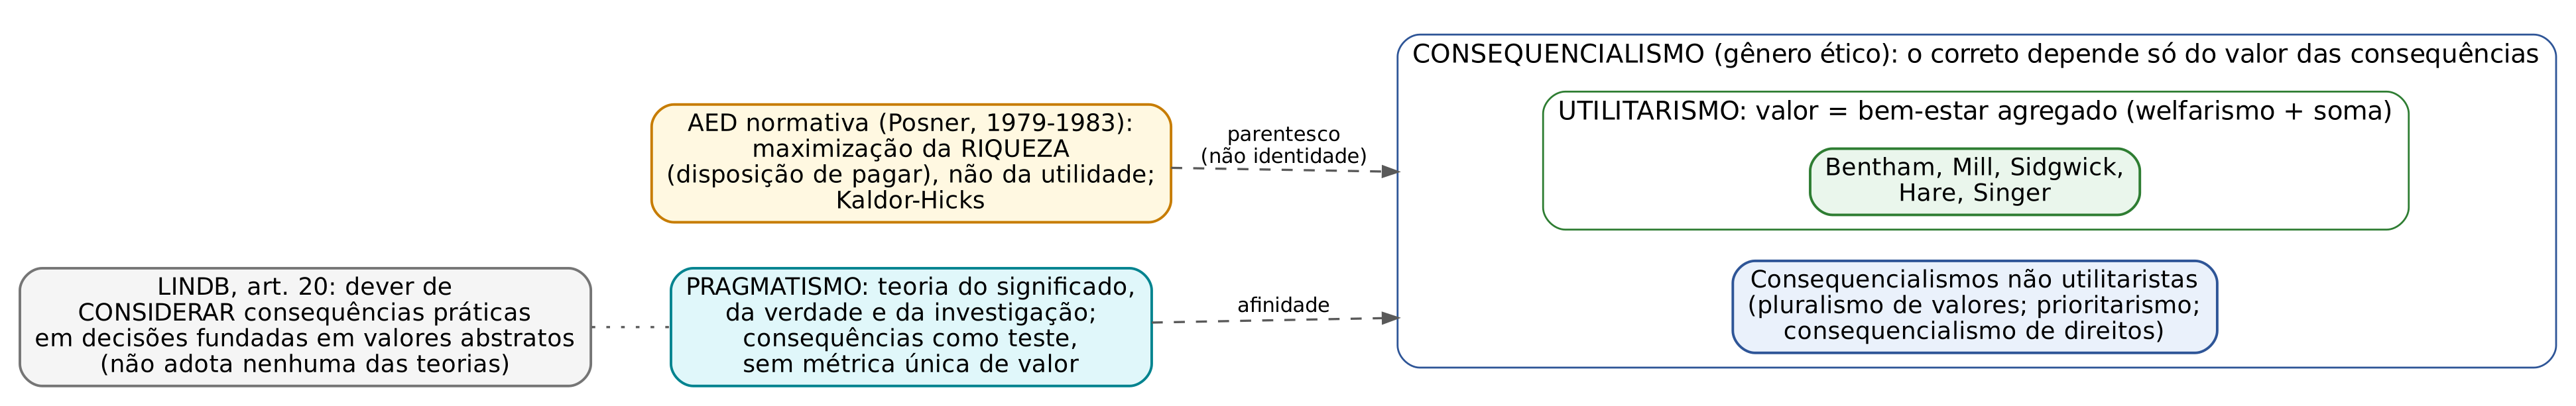 CONSEQUENCIALISMO (gênero ético): o correto depende só do valor das consequências
UTILITARISMO: valor = bem-estar agregado (welfarismo + soma)
Bentham, Mill, Sidgwick,
Hare, Singer
Consequencialismos não utilitaristas
(pluralismo de valores; prioritarismo;
consequencialismo de direitos)
AED normativa (Posner, 1979-1983):
maximização da RIQUEZA
(disposição de pagar), não da utilidade;
Kaldor-Hicks
parentesco
(não identidade)
LINDB, art. 20: dever de
CONSIDERAR consequências práticas
em decisões fundadas em valores abstratos
(não adota nenhuma das teorias)
PRAGMATISMO: teoria do significado,
da verdade e da investigação;
consequências como teste,
sem métrica única de valor
afinidade